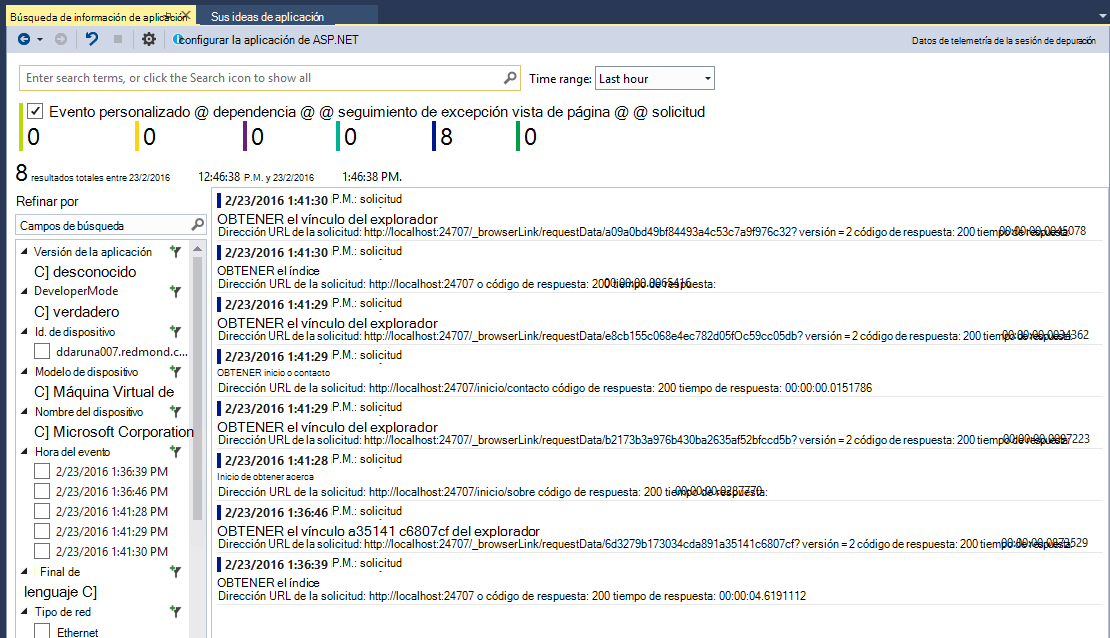 Búsqueda de información de aplicación Sus ideas de aplicación
configurar la aplicación de ASP.NET Datos de telemetría de la sesión de depuración
Enter search terms, or click the Search icon to show all Time range: Last hour
Evento personalizado @ dependencia @ @ seguimiento de excepción vista de página @ @ solicitud
0 0 0 0 8 0
8 resultados totales entre 23/2/2016 12:46:38 P.M. y 23/2/2016 1:46:38 PM.
Refinar por
Campos de búsqueda
Versión de la aplicación
C] desconocido
DeveloperMode
C] verdadero
Id. de dispositivo
ddaruna007.redmond.c...
Modelo de dispositivo
C] Máquina Virtual de
Nombre del dispositivo
C] Microsoft Corporation
Hora del evento
2/23/2016 1:36:39 PM
2/23/2016 1:36:46 PM
2/23/2016 1:41:28 PM
2/23/2016 1:41:29 PM
2/23/2016 1:41:30 PM
Final de
lenguaje C]
Tipo de red
Ethernet
2/23/2016 1:41:30 P.M.: solicitud
OBTENER el vínculo del explorador
Dirección URL de la solicitud: http://localhost:24707/_browserLink/requestData/a09a0bd49bf84493a4c53c7a9f976c32? versión = 2 código de respuesta: 200 tiempo de respuesta: 00:00:00.0045078
2/23/2016 1:41:30 P.M.: solicitud
OBTENER el índice
Dirección URL de la solicitud: http://localhost:24707 o código de respuesta: 200 tiempo de respuesta: 00:00:00.0065416
2/23/2016 1:41:29 P.M.: solicitud
OBTENER el vínculo del explorador
Dirección URL de la solicitud: http://localhost:24707/_browserLink/requestData/e8cb155c068e4ec782d05fOc59cc05db? versión = 2 código de respuesta: 200 tiempo de respuesta: 00:00:00.0034362
2/23/2016 1:41:29 P.M.: solicitud
OBTENER inicio o contacto
Dirección URL de la solicitud: http://localhost:24707/inicio/contacto código de respuesta: 200 tiempo de respuesta: 00:00:00.0151786
2/23/2016 1:41:29 P.M.: solicitud
OBTENER el vínculo del explorador
Dirección URL de la solicitud: http://localhost:24707/_browserLink/requestData/b2173b3a976b430ba2635af52bfccd5b? versión = 2 código de respuesta: 200 tiempo de respuesta: 00:00:00.0097223
2/23/2016 1:41:28 P.M.: solicitud
Inicio de obtener acerca
Dirección URL de la solicitud: http://localhost:24707/inicio/sobre código de respuesta: 200 tiempo de respuesta:
2/23/2016 1:36:46 P.M.: solicitud
OBTENER el vínculo a35141 c6807cf del explorador
Dirección URL de la solicitud: http://localhost:24707/_browserLink/requestData/6d3279b173034cda891a35141c6807cf? versión = 2 código de respuesta: 200 tiempo de respuesta: 00:00:00.0873529
2/23/2016 1:36:39 P.M.: solicitud
OBTENER el índice
Dirección URL de la solicitud: http://localhost:24707 o código de respuesta: 200 tiempo de respuesta: 00:00:04.6191112